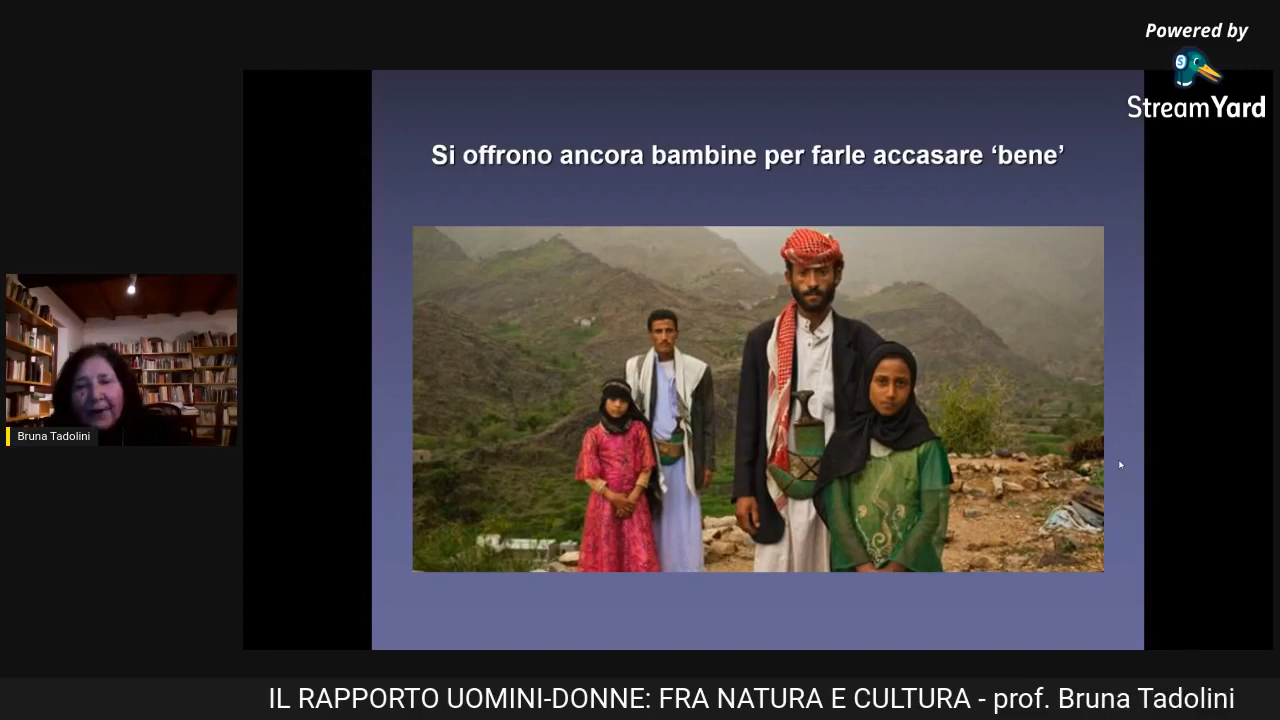 Powered by
StreamYard
Si offrono ancora bambine per farle accasare ‘bene’
Bruna Tadolini
IL RAPPORTO UOMINI-DONNE: FRA NATURA E CULTURA - prof. Bruna Tadolini